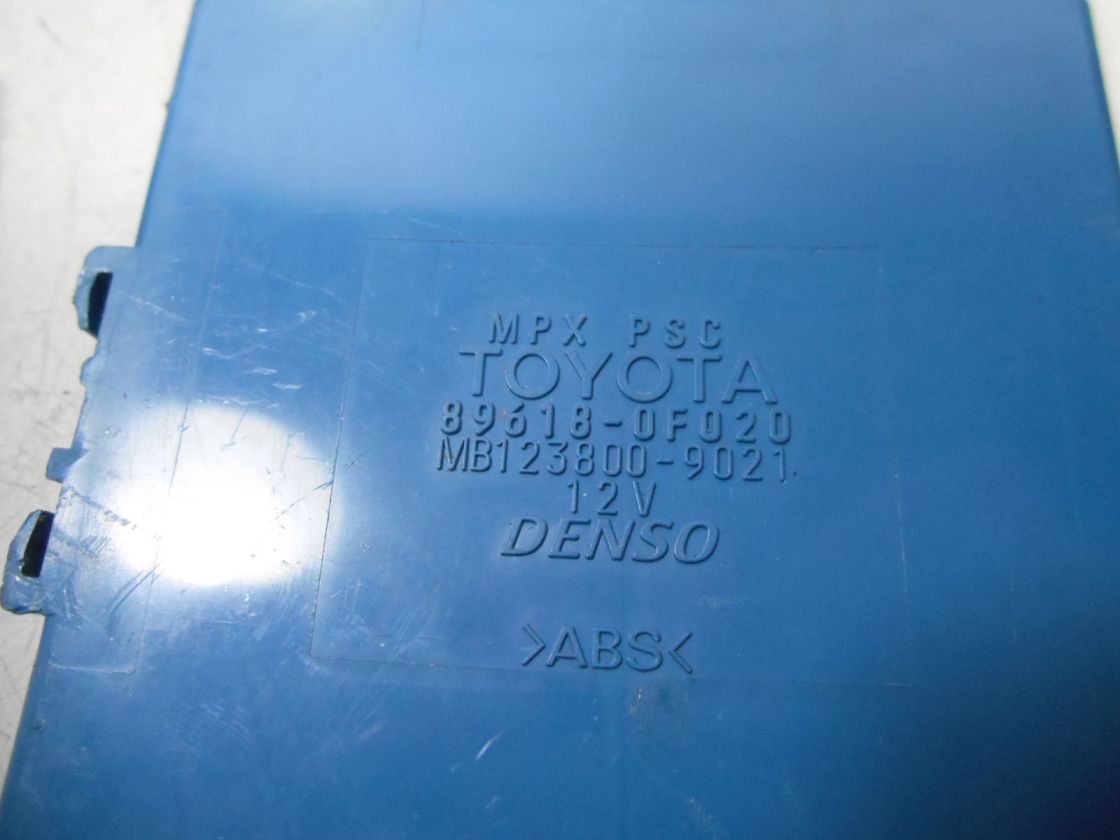 MPX PSC
TOYOTA
89618-0F020
MB123800-9021
12V
DENSO
>ABS<